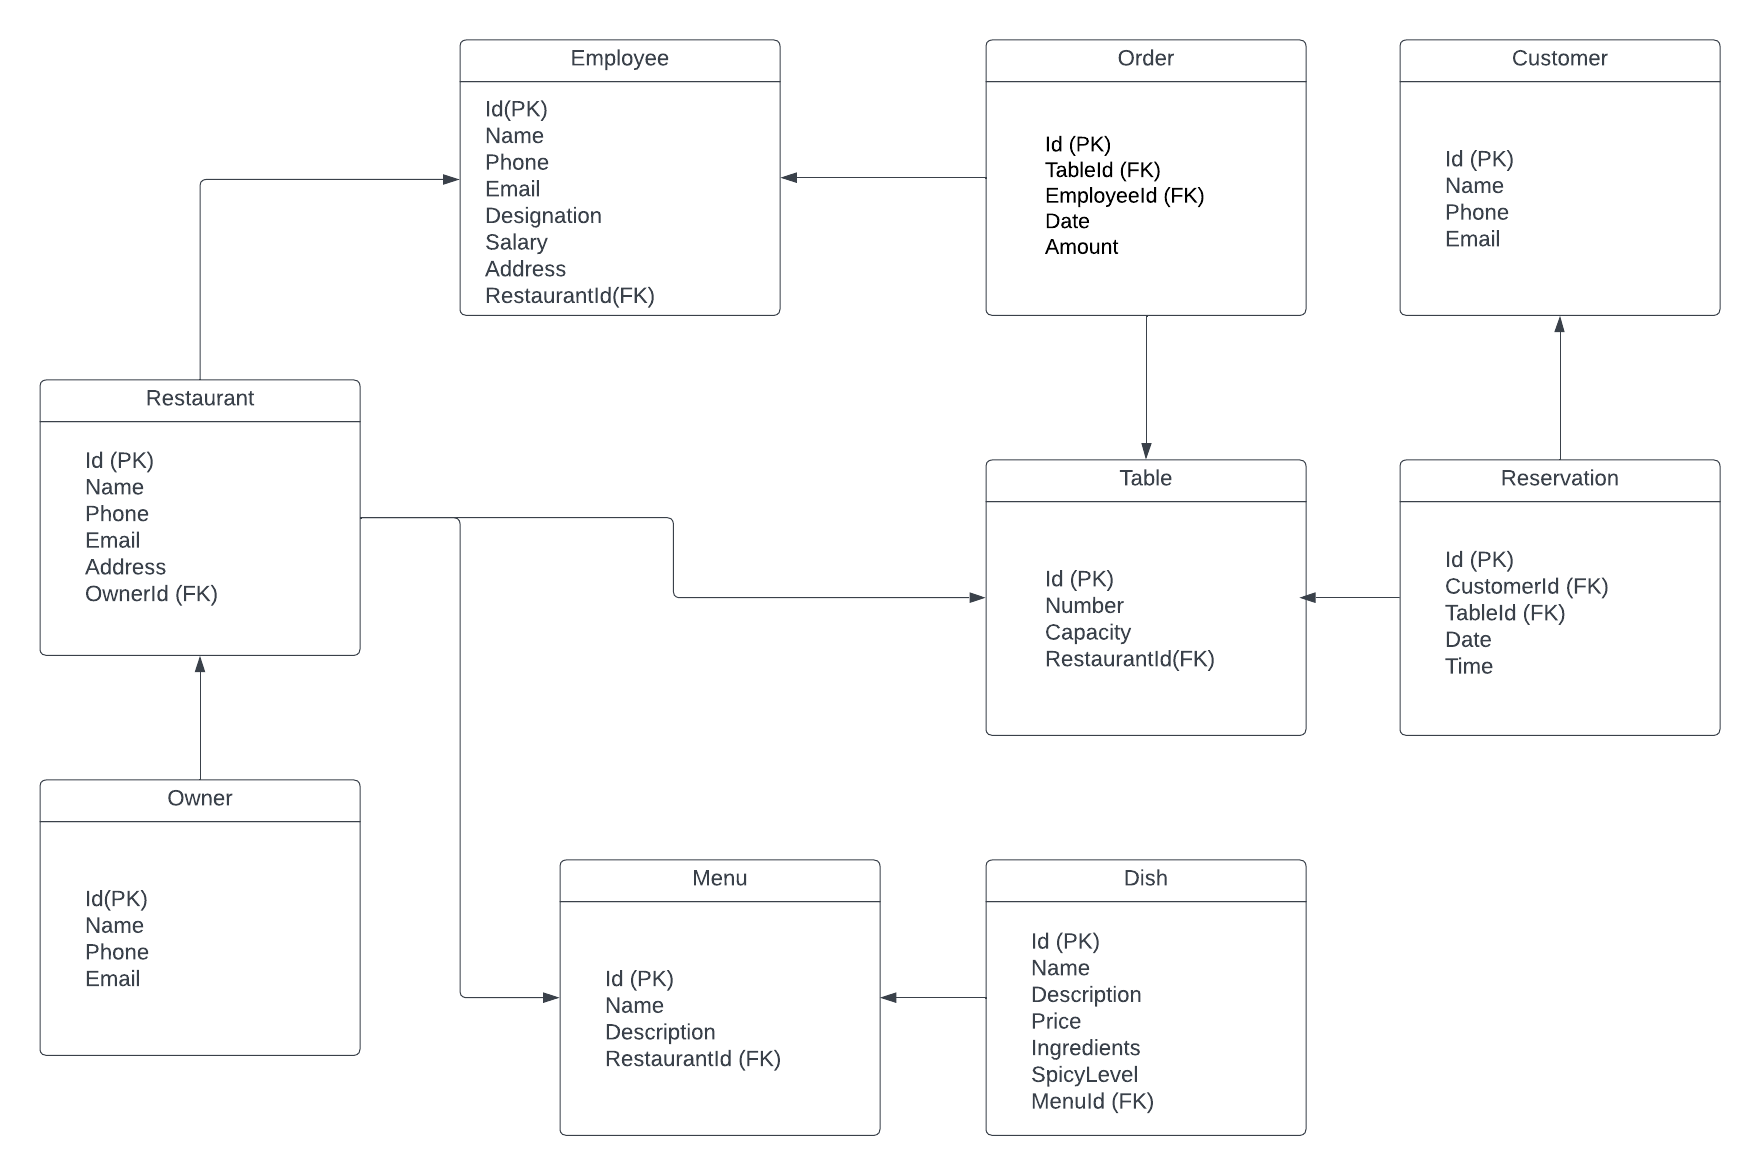 Employee
Id(PK)
Name
Phone
Email
Designation
Salary
Address
RestaurantId(FK)
Order
Id (PK)
TableId (FK)
EmployeeId (FK)
Date
Amount
Customer
Id (PK)
Name
Phone
Email
Restaurant
Id (PK)
Name
Phone
Email
Address
OwnerId (FK)
Table
Id (PK)
Number
Capacity
RestaurantId(FK)
Reservation
Id (PK)
CustomerId (FK)
TableId (FK)
Date
Time
Owner
Id(PK)
Name
Phone
Email
Menu
Id (PK)
Name
Description
RestaurantId (FK)
Dish
Id (PK)
Name
Description
Price
Ingredients
SpicyLevel
MenuId (FK)